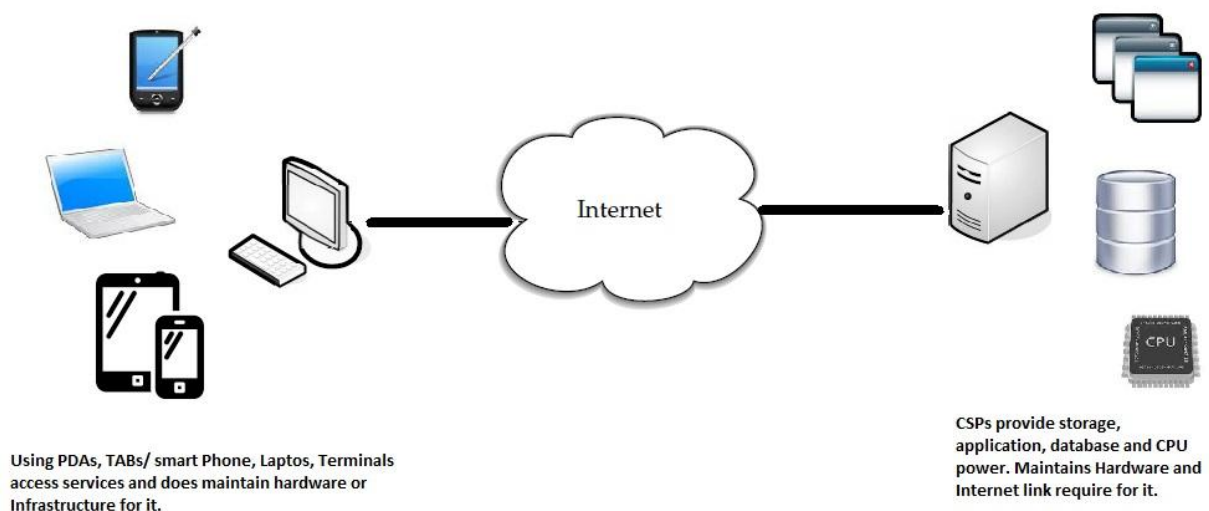 Internet
CPU
Using PDAs, TABs/ smart Phone, Laptos, Terminals
access services and does maintain hardware or
Infrastructure for it.
CSPs provide storage,
application, database and CPU
power. Maintains Hardware and
Internet link require for it.